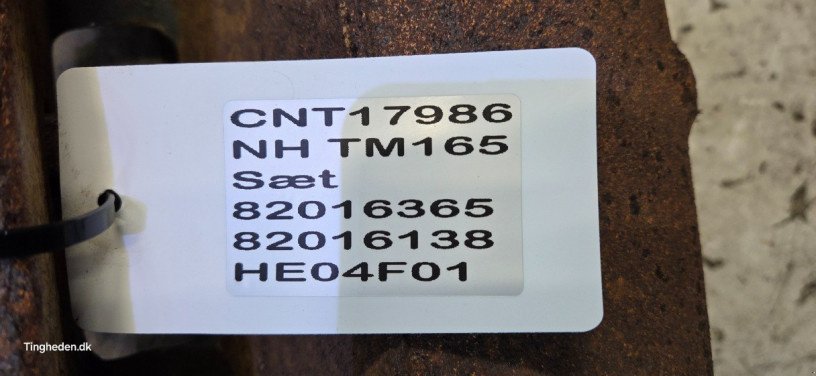 CNT17986
NH TM165
Sæt
82016365
82016138
HE04F01
Tingheden.dk